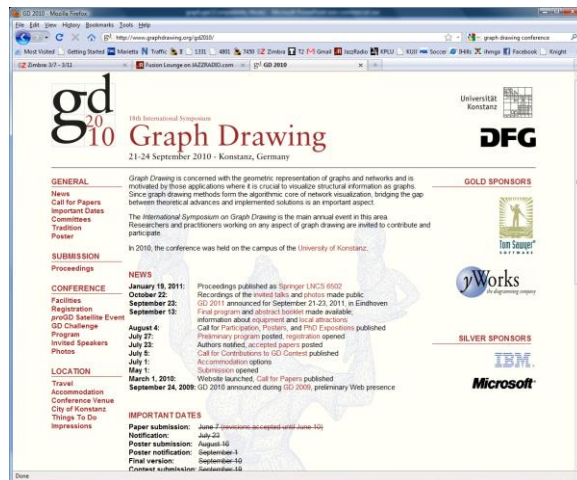 GD 2010 - Mozilla Firefox
File Edit View History Bookmarks Tools Help
http://www.graphdrawing.org/gd2010/
graph drawing conference
Most Visited Getting Started Marietta Traffic 1331 4801 7450 Zimbra T2 Gmail JazzRadio KPLU KUJI Soccer ihmgs Facebook Knight
Zimbra 3/7 - 3/11 Fusion Lounge on JAZZRADIO.com - ... GD 2010
gd
20
10
18th International Symposium
Graph Drawing
21-24 September 2010 - Konstanz, Germany
Universität
Konstanz
DFG
GENERAL
News
Call for Papers
Important Dates
Committees
Tradition
Poster
SUBMISSION
Proceedings
CONFERENCE
Facilities
Registration
proGD Satellite Event
GD Challenge
Program
Invited Speakers
Photos
LOCATION
Travel
Accommodation
Conference Venue
City of Konstanz
Things To Do
Impressions
Graph Drawing is concerned with the geometric representation of graphs and networks and is
motivated by those applications where it is crucial to visualize structural information as graphs.
Since graph drawing methods form the algorithmic core of network visualization, bridging the gap
between theoretical advances and implemented solutions is an important aspect.
The International Symposium on Graph Drawing is the main annual event in this area.
Researchers and practitioners working on any aspect of graph drawing are invited to contribute and
participate.
In 2010, the conference was held on the campus of the University of Konstanz.
NEWS
January 19, 2011: Proceedings published as Springer LNCS 6502
October 22: Recordings of the invited talks and photos made public
September 23: GD 2011 announced for September 21-23, 2011, in Eindhoven
September 13: Final program and abstract booklet made available;
information about equipment and local attractions
August 4: Call for Participation, Posters, and PhD Expositions published
July 27: Preliminary program posted, registration opened
July 23: Authors notified, accepted papers posted
July 5: Call for Contributions to GD Contest published
July 1: Accommodation options
May 1: Submission opened
March 1, 2010: Website launched, Call for Papers published
September 24, 2009: GD 2010 announced during GD 2009, preliminary Web presence
IMPORTANT DATES
Paper submission: June 7 (revisions accepted until June 10)
Notification: July 23
Poster submission: August 16
Poster notification: September 1
Final version: September 10
Contest submission: September 19
GOLD SPONSORS
Tom Sawyer
SOFTWARE
yWorks
the diagramming company
SILVER SPONSORS
IBM
Microsoft
Done